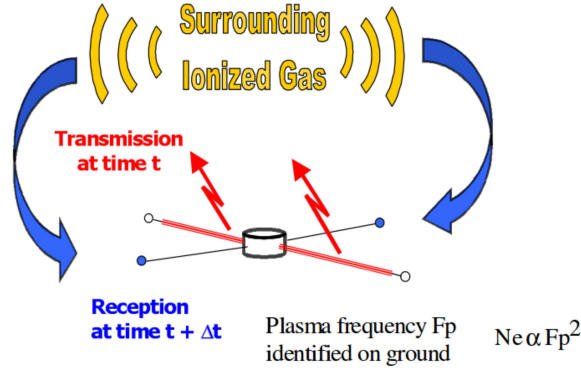 Surrounding
Ionized Gas
Transmission
at time t
Reception
at time t + Δt
Plasma frequency Fp
identified on ground
Ne α Fp²